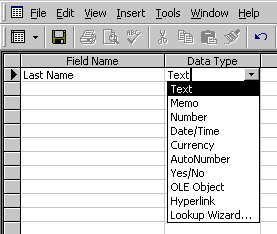 File Edit View Insert Tools Window
ABC
Field Name Data Type
Last Name Text
Text
Memo
Number
Date/Time
Currency
AutoNumber
Yes/No
OLE Object
Hyperlink
Lookup Wizard...